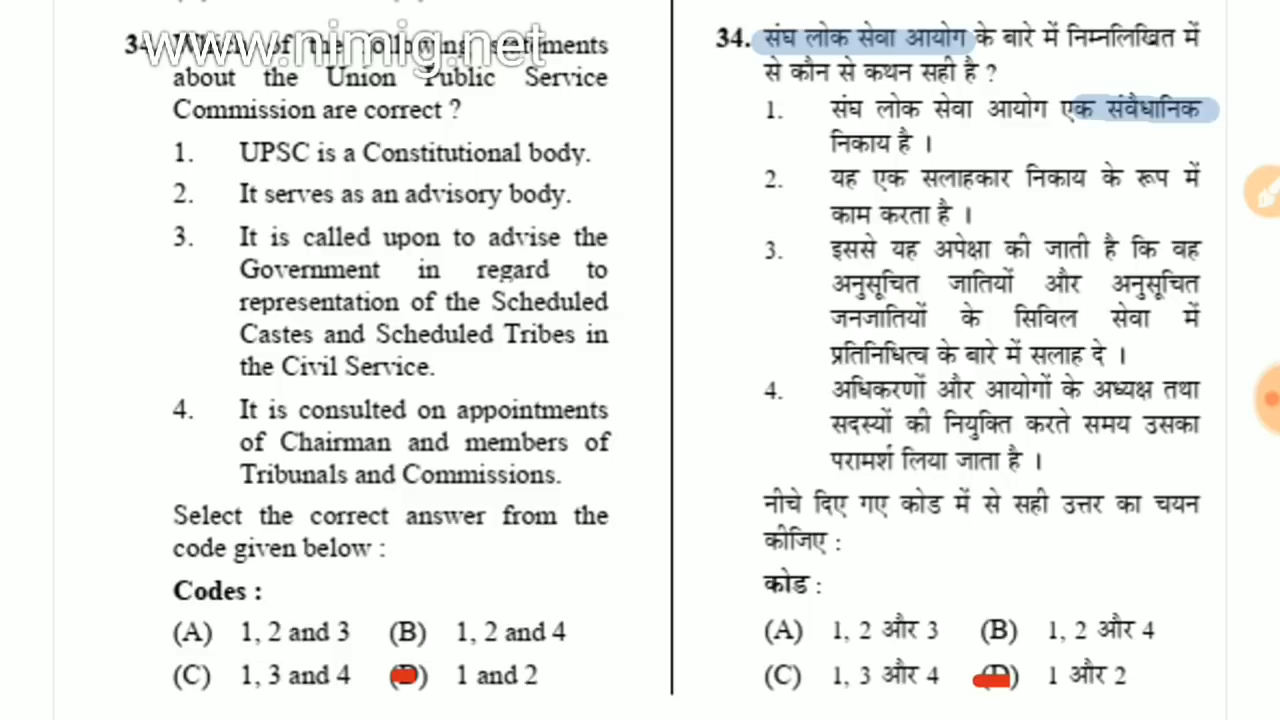 www.nimig.net
34. Which of the following statements
about the Union Public Service
Commission are correct ?
1. UPSC is a Constitutional body.
2. It serves as an advisory body.
3. It is called upon to advise the
Government in regard to
representation of the Scheduled
Castes and Scheduled Tribes in
the Civil Service.
4. It is consulted on appointments
of Chairman and members of
Tribunals and Commissions.
Select the correct answer from the
code given below :
Codes :
(A) 1, 2 and 3 (B) 1, 2 and 4
(C) 1, 3 and 4 (D) 1 and 2
34. संघ लोक सेवा आयोग के बारे में निम्नलिखित में
से कौन से कथन सही है ?
1. संघ लोक सेवा आयोग एक संवैधानिक
निकाय है ।
2. यह एक सलाहकार निकाय के रूप में
काम करता है ।
3. इससे यह अपेक्षा की जाती है कि वह
अनुसूचित जातियों और अनुसूचित
जनजातियों के सिविल सेवा में
प्रतिनिधित्व के बारे में सलाह दे ।
4. अधिकरणों और आयोगों के अध्यक्ष तथा
सदस्यों की नियुक्ति करते समय उसका
परामर्श लिया जाता है ।
नीचे दिए गए कोड में से सही उत्तर का चयन
कीजिए :
कोड :
(A) 1, 2 और 3 (B) 1, 2 और 4
(C) 1, 3 और 4 (D) 1 और 2